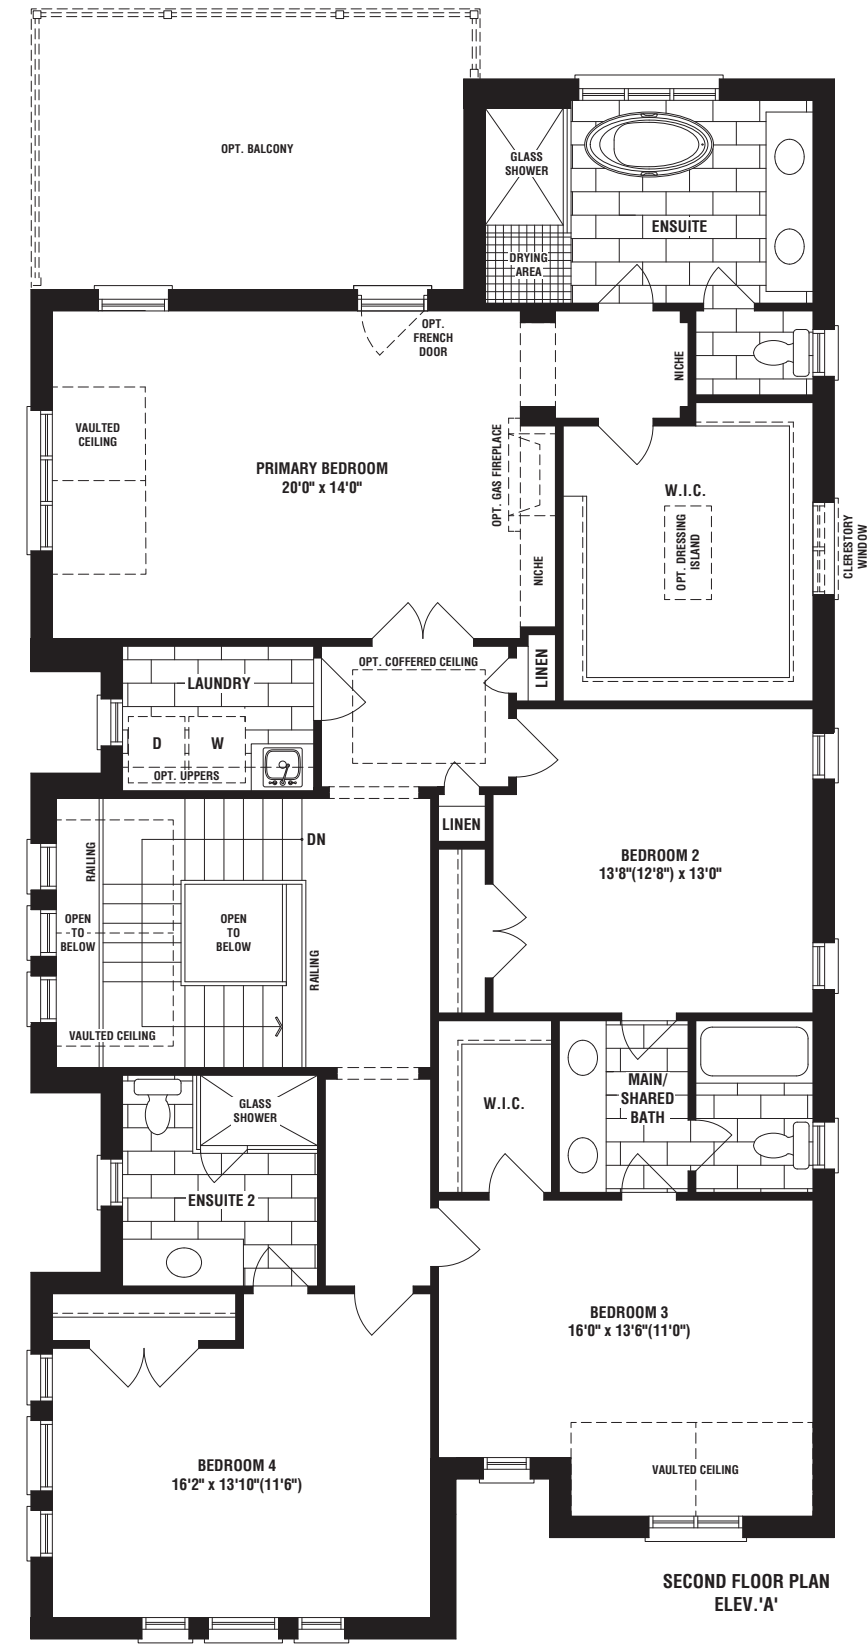 OPT. BALCONY
GLASS
SHOWER
ENSUITE
DRYING
AREA
OPT.
FRENCH
DOOR
NICHE
VAULTED
CEILING
PRIMARY BEDROOM
20'0" x 14'0"
OPT. GAS FIREPLACE
NICHE
W.I.C.
OPT. DRESSING
ISLAND
CLERESTORY
WINDOW
LAUNDRY
D
W
OPT. UPPERS
OPT. COFFERED CEILING
LINEN
LINEN
DN
RAILING
OPEN
TO
BELOW
OPEN
TO
BELOW
RAILING
VAULTED CEILING
BEDROOM 2
13'8"(12'8") x 13'0"
GLASS
SHOWER
ENSUITE 2
W.I.C.
MAIN/
SHARED
BATH
BEDROOM 3
16'0" x 13'6"(11'0")
VAULTED CEILING
BEDROOM 4
16'2" x 13'10"(11'6")
SECOND FLOOR PLAN
ELEV.'A'